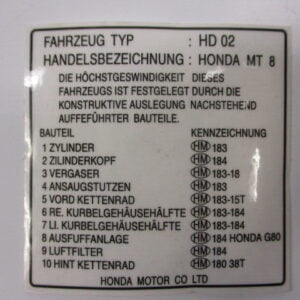 FAHRZEUG TYP : HD 02
HANDELSBEZEICHNUNG : HONDA MT 8
DIE HÖCHSTGESWINDIGKEIT DIESES
FAHRZEUGS IST FESTGELEGT DURCH DIE
KONSTRUKTIVE AUSLEGUNG NACHSTEHEND
AUFFEFÜHRTER BAUTEILE.
BAUTEIL KENNZEICHNUNG
1 ZYLINDER HM 183
2 ZILINDERKOPF HM 184
3 VERGASER HM 183-18
4 ANSAUGSTUTZEN HM 183
5 VORD KETTENRAD HM 183-15T
6 RE. KURBELGEHÄUSEHÄLFTE HM 183-184
7 LI. KURBELGEHÄUSEHÄLFTE HM 183-184
8 AUSFUFFANLAGE HM 184 HONDA G80
9 LUFTFILTER HM 184
10 HINT KETTENRAD HM 180 38T
HONDA MOTOR CO LTD